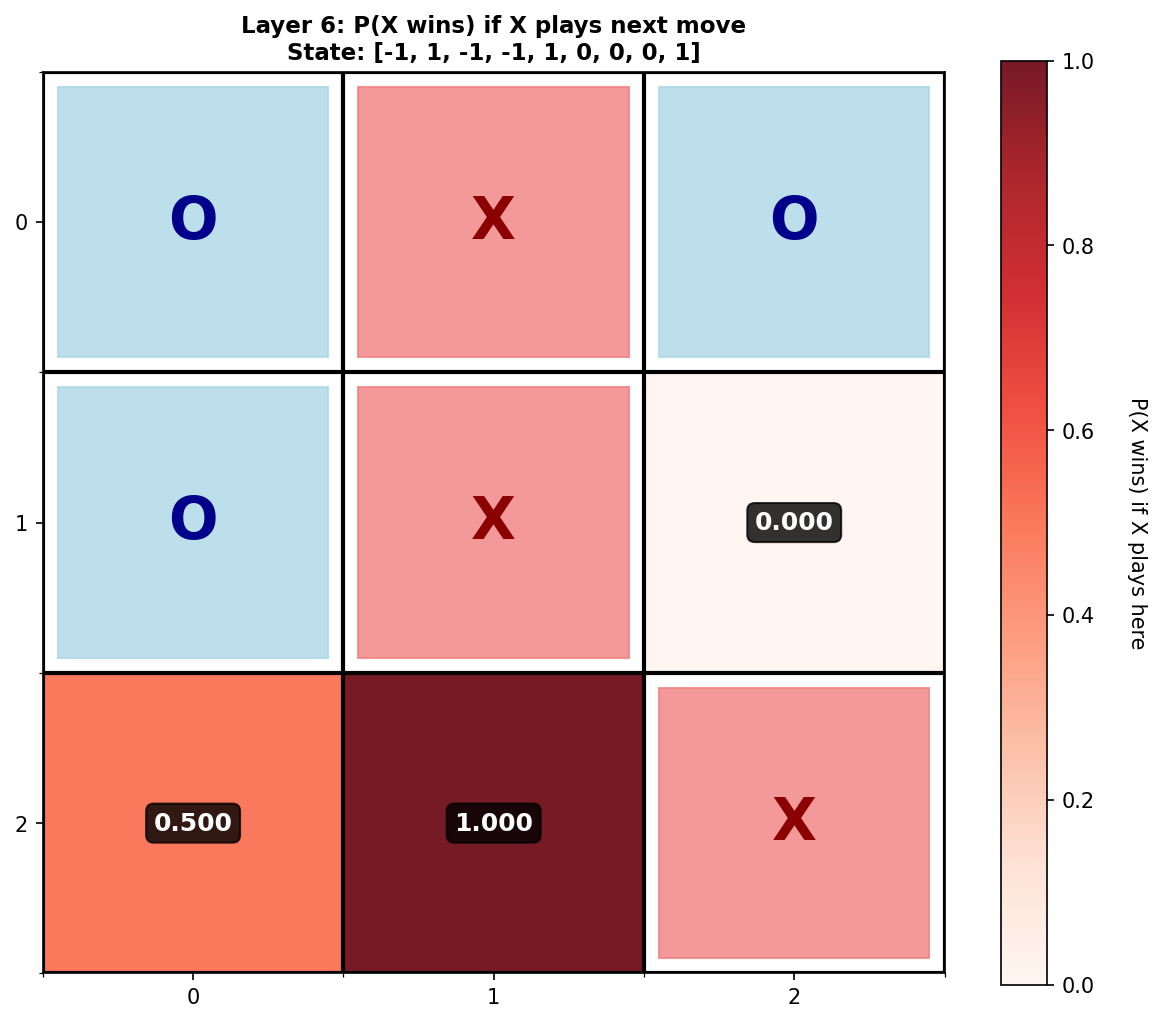 Layer 6: P(X wins) if X plays next move
State: [-1, 1, -1, -1, 1, 0, 0, 0, 1]
0
O
X
O
1
O
X
0.000
2
0.500
1.000
X
0
1
2
1.0
0.8
0.6
0.4
0.2
0.0
P(X wins) if X plays here